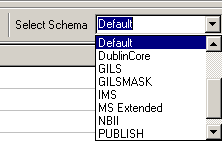 Select Schema Default
Default
DublinCore
GILS
GILSMASK
IMS
MS Extended
NBII
PUBLISH